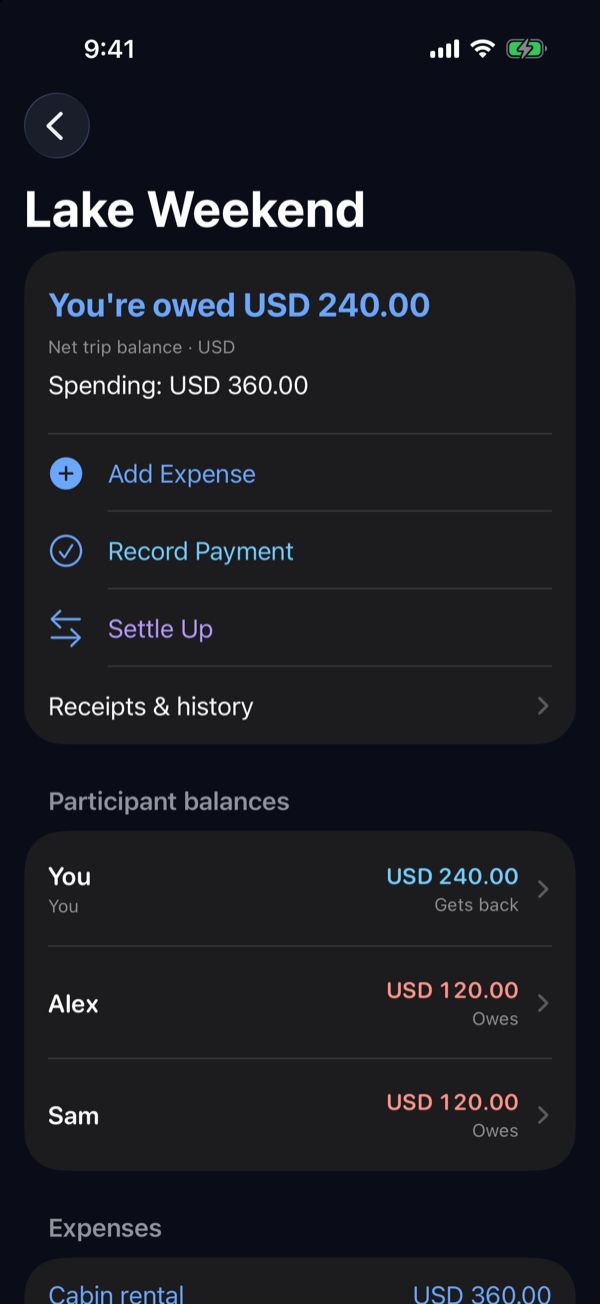 9:41
Lake Weekend
You're owed USD 240.00
Net trip balance · USD
Spending: USD 360.00
Add Expense
Record Payment
Settle Up
Receipts & history
Participant balances
You USD 240.00
You Gets back
Alex USD 120.00
Owes
Sam USD 120.00
Owes
Expenses
Cabin rental USD 360.00